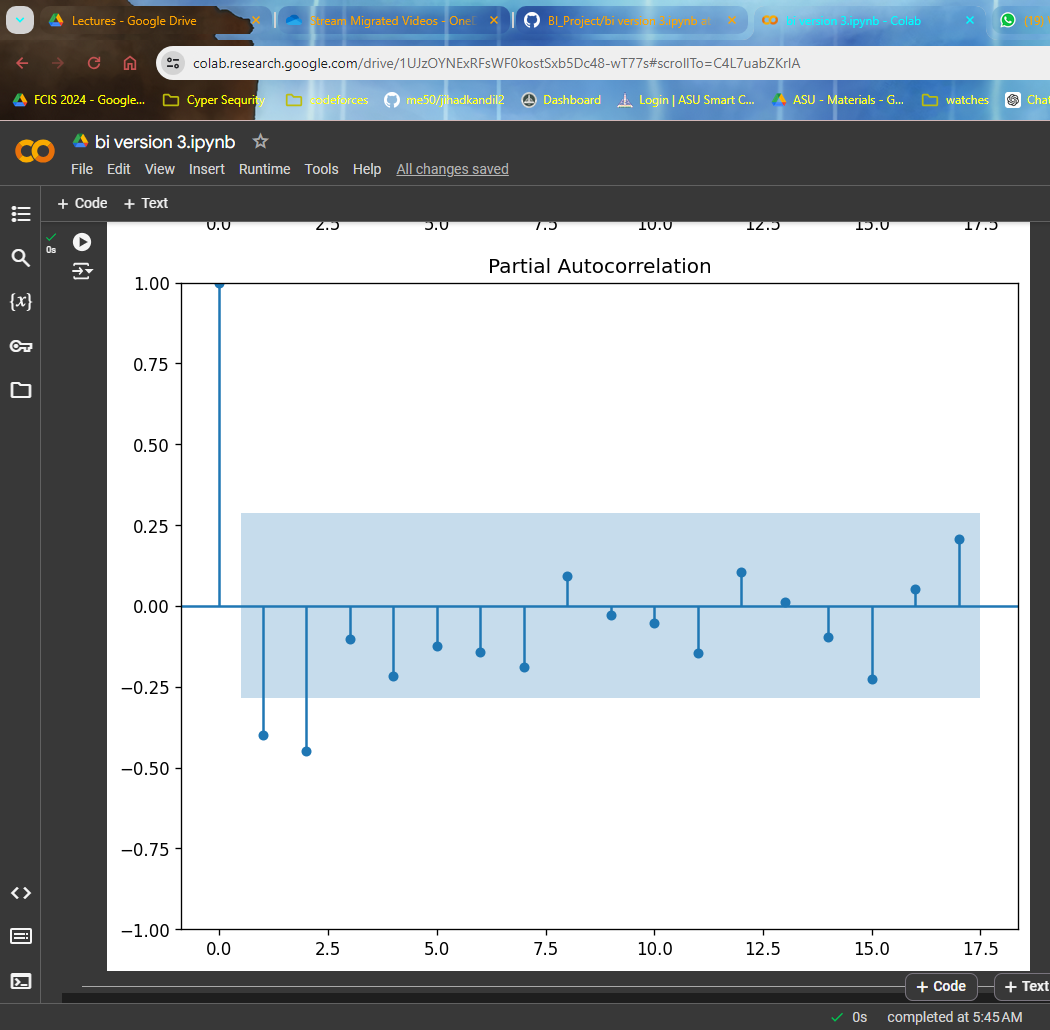 Lectures - Google Drive
Stream Migrated Videos - OneD
BI_Project/bi version 3.ipynb at
bi version 3.ipynb - Colab
(19)
colab.research.google.com/drive/1UJzOYNExRFsWF0kostSxb5Dc48-wT77s#scrollTo=C4L7uabZKrlA
FCIS 2024 - Google...
Cyper Sequrity
codeforces
me50/jihadkandil2
Dashboard
Login | ASU Smart C...
ASU - Materials - G...
watches
Chat
bi version 3.ipynb
File Edit View Insert Runtime Tools Help All changes saved
+ Code + Text
0s
{x}
0.0 2.5 5.0 7.5 10.0 12.5 15.0 17.5
Partial Autocorrelation
1.00
0.75
0.50
0.25
0.00
−0.25
−0.50
−0.75
−1.00
0.0 2.5 5.0 7.5 10.0 12.5 15.0 17.5
+ Code + Text
0s completed at 5:45 AM